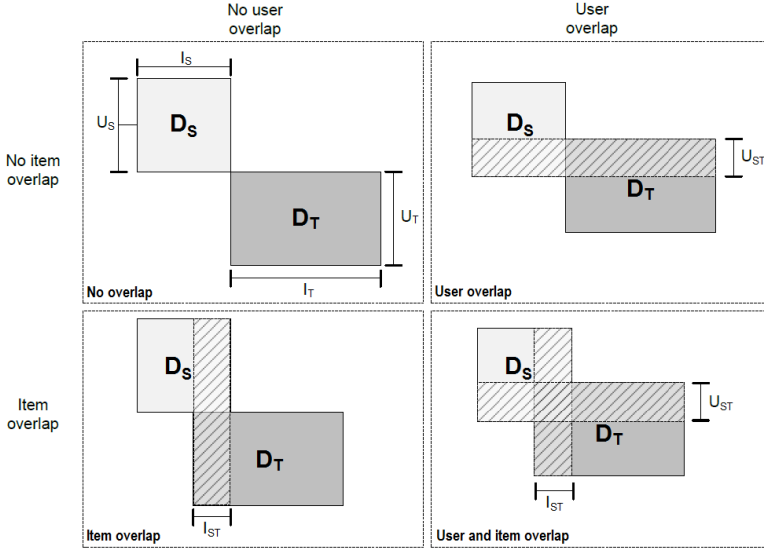 No user
overlap
User
overlap
No item
overlap
I_S
U_S
D_S
D_T
U_T
I_T
No overlap
D_S
U_ST
D_T
User overlap
Item
overlap
D_S
D_T
I_ST
Item overlap
D_S
U_ST
D_T
I_ST
User and item overlap